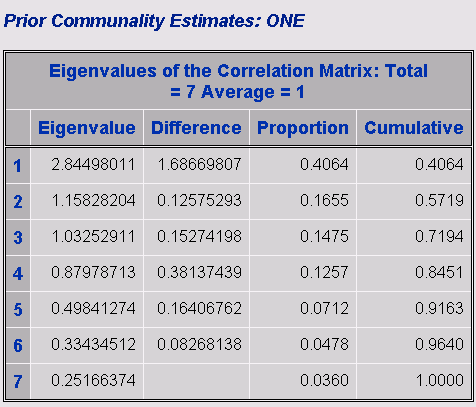 Prior Communality Estimates: ONE
Eigenvalues of the Correlation Matrix: Total
= 7 Average = 1
Eigenvalue Difference Proportion Cumulative
1 2.84498011 1.68669807 0.4064 0.4064
2 1.15828204 0.12575293 0.1655 0.5719
3 1.03252911 0.15274198 0.1475 0.7194
4 0.87978713 0.38137439 0.1257 0.8451
5 0.49841274 0.16406762 0.0712 0.9163
6 0.33434512 0.08268138 0.0478 0.9640
7 0.25166374 0.0360 1.0000